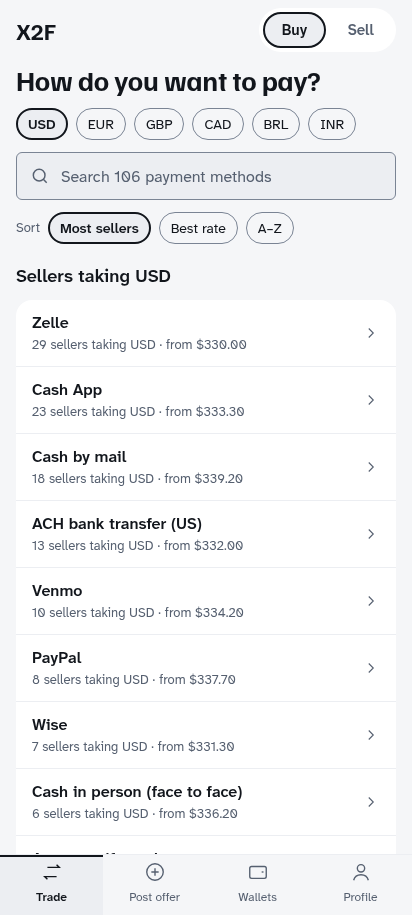 X2F
Buy
Sell
How do you want to pay?
USD
EUR
GBP
CAD
BRL
INR
Search 106 payment methods
Sort
Most sellers
Best rate
A–Z
Sellers taking USD
Zelle
29 sellers taking USD · from $330.00
Cash App
23 sellers taking USD · from $333.30
Cash by mail
18 sellers taking USD · from $339.20
ACH bank transfer (US)
13 sellers taking USD · from $332.00
Venmo
10 sellers taking USD · from $334.20
PayPal
8 sellers taking USD · from $337.70
Wise
7 sellers taking USD · from $331.30
Cash in person (face to face)
6 sellers taking USD · from $336.20
Trade
Post offer
Wallets
Profile